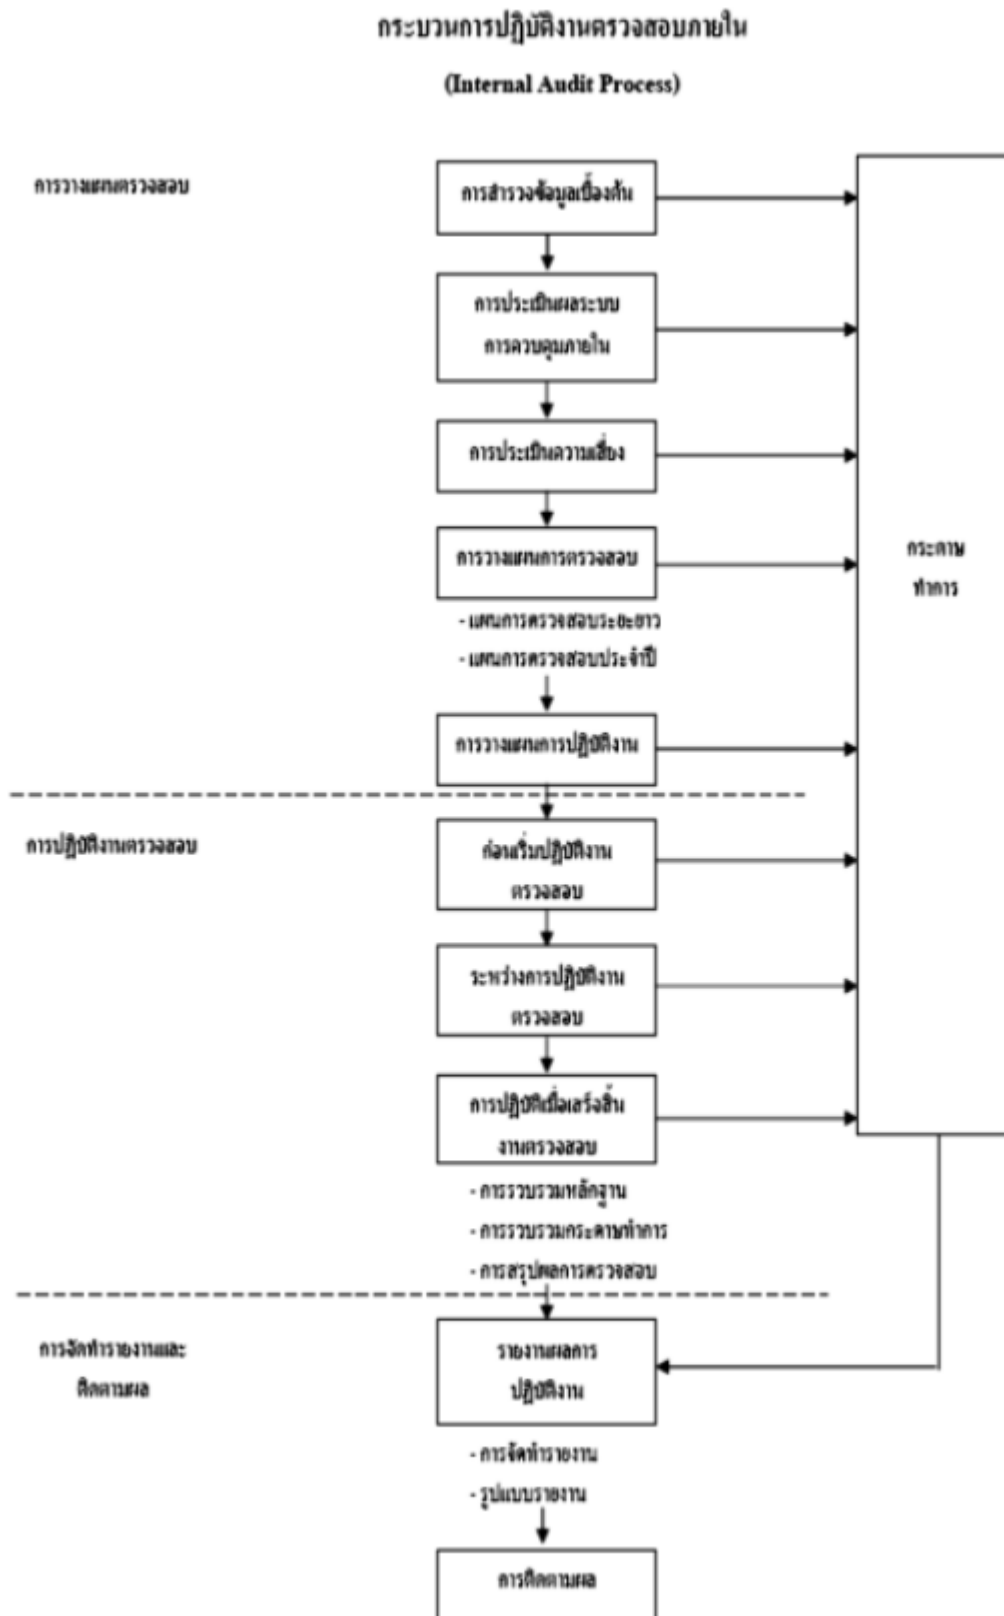 กระบวนการปฏิบัติงานตรวจสอบภายใน
(Internal Audit Process)
การวางแผนตรวจสอบ
การสำรวจข้อมูลเบื้องต้น
การประเมินผลระบบ
การควบคุมภายใน
การประเมินความเสี่ยง
การวางแผนการตรวจสอบ
- แผนการตรวจสอบระยะยาว
- แผนการตรวจสอบประจำปี
การวางแผนการปฏิบัติงาน
กระดาษ
ทำการ
การปฏิบัติงานตรวจสอบ
ก่อนเริ่มปฏิบัติงาน
ตรวจสอบ
ระหว่างการปฏิบัติงาน
ตรวจสอบ
การปฏิบัติเมื่อเสร็จสิ้น
งานตรวจสอบ
- การรวบรวมหลักฐาน
- การรวบรวมกระดาษทำการ
- การสรุปผลการตรวจสอบ
การจัดทำรายงานและ
ติดตามผล
รายงานผลการ
ปฏิบัติงาน
- การจัดทำรายงาน
- รูปแบบรายงาน
การติดตามผล